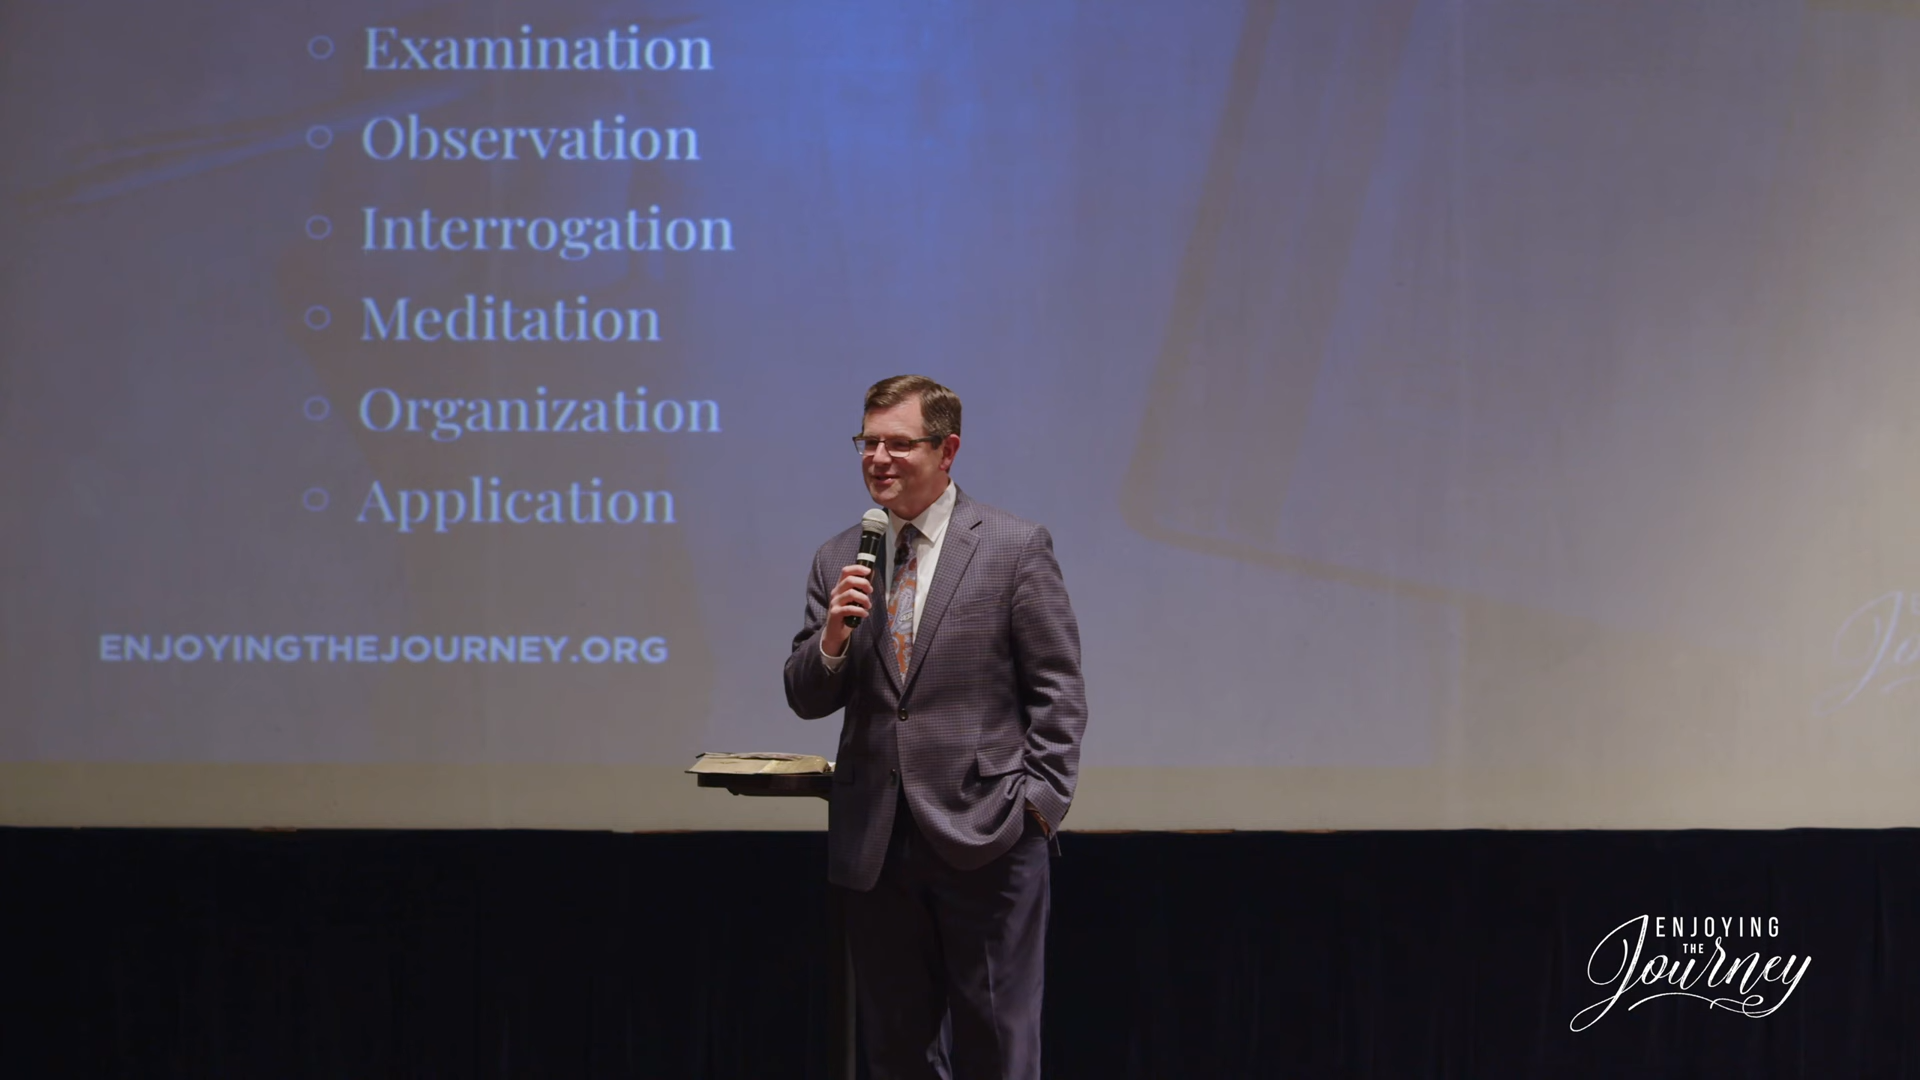 Examination
Observation
Interrogation
Meditation
Organization
Application
ENJOYINGTHEJOURNEY.ORG
ENJOYING
THE
Journey